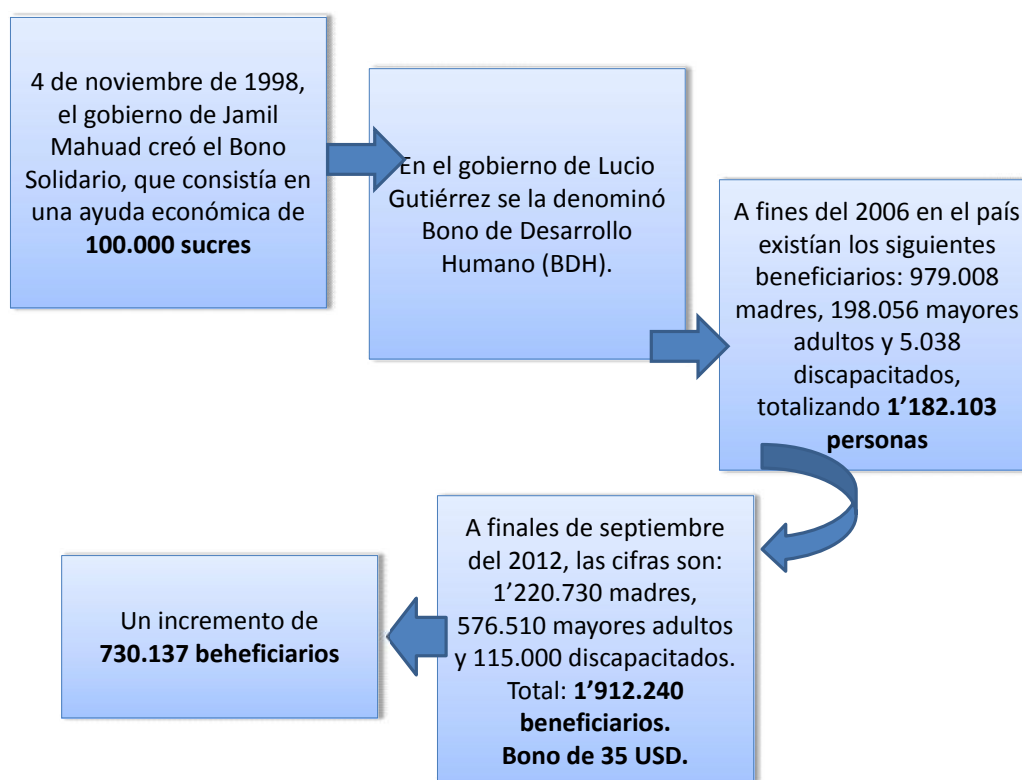 4 de noviembre de 1998,
el gobierno de Jamil
Mahuad creó el Bono
Solidario, que consistía en
una ayuda económica de
100.000 sucres
En el gobierno de Lucio
Gutiérrez se la denominó
Bono de Desarrollo
Humano (BDH).
A fines del 2006 en el país
existían los siguientes
beneficiarios: 979.008
madres, 198.056 mayores
adultos y 5.038
discapacitados,
totalizando 1’182.103
personas
A finales de septiembre
del 2012, las cifras son:
1’220.730 madres,
576.510 mayores adultos
y 115.000 discapacitados.
Total: 1’912.240
beneficiarios.
Bono de 35 USD.
Un incremento de
730.137 beheficiarios